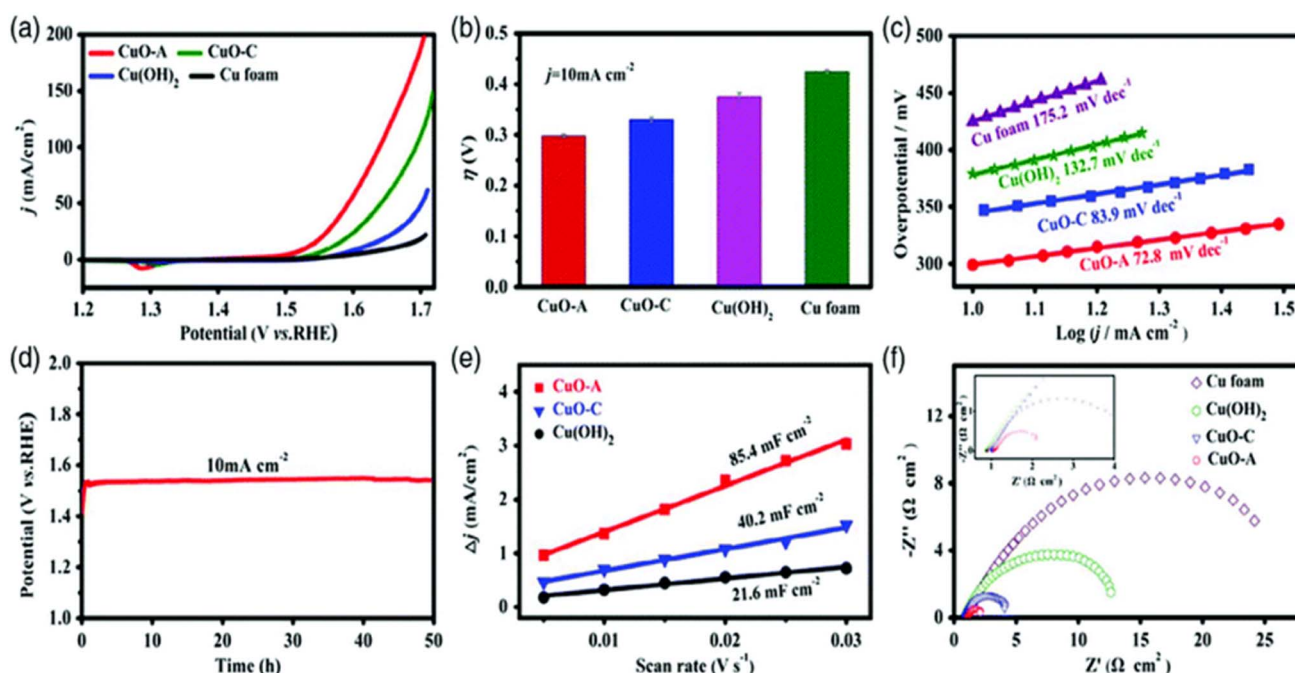 (a)
200
150
100
50
0
j (mA/cm²)
CuO-A
CuO-C
Cu(OH)₂
Cu foam
1.2 1.3 1.4 1.5 1.6 1.7
Potential (V vs.RHE)
(b)
0.5
0.4
0.3
0.2
0.1
0.0
η (V)
j=10mA cm⁻²
CuO-A CuO-C Cu(OH)₂ Cu foam
(c)
450
400
350
300
Overpotential / mV
Cu foam 175.2 mV dec⁻¹
Cu(OH)₂ 132.7 mV dec⁻¹
CuO-C 83.9 mV dec⁻¹
CuO-A 72.8 mV dec⁻¹
1.0 1.1 1.2 1.3 1.4 1.5
Log (j / mA cm⁻²
(d)
2.0
1.8
1.6
1.4
1.2
1.0
Potential (V vs.RHE)
10mA cm⁻²
0 10 20 30 40 50
Time (h)
(e)
4
3
2
1
0
△j (mA/cm²)
CuO-A
CuO-C
Cu(OH)₂
85.4 mF cm⁻²
40.2 mF cm⁻²
21.6 mF cm⁻²
0.01 0.02 0.03
Scan rate (V s⁻¹)
(f)
12
8
4
0
-Z'' (Ω cm²)
-Z'' (Ω cm²)
1
0
1 2 3 4
Z' (Ω cm²)
Cu foam
Cu(OH)₂
CuO-C
CuO-A
0 5 10 15 20 25
Z' (Ω cm²)